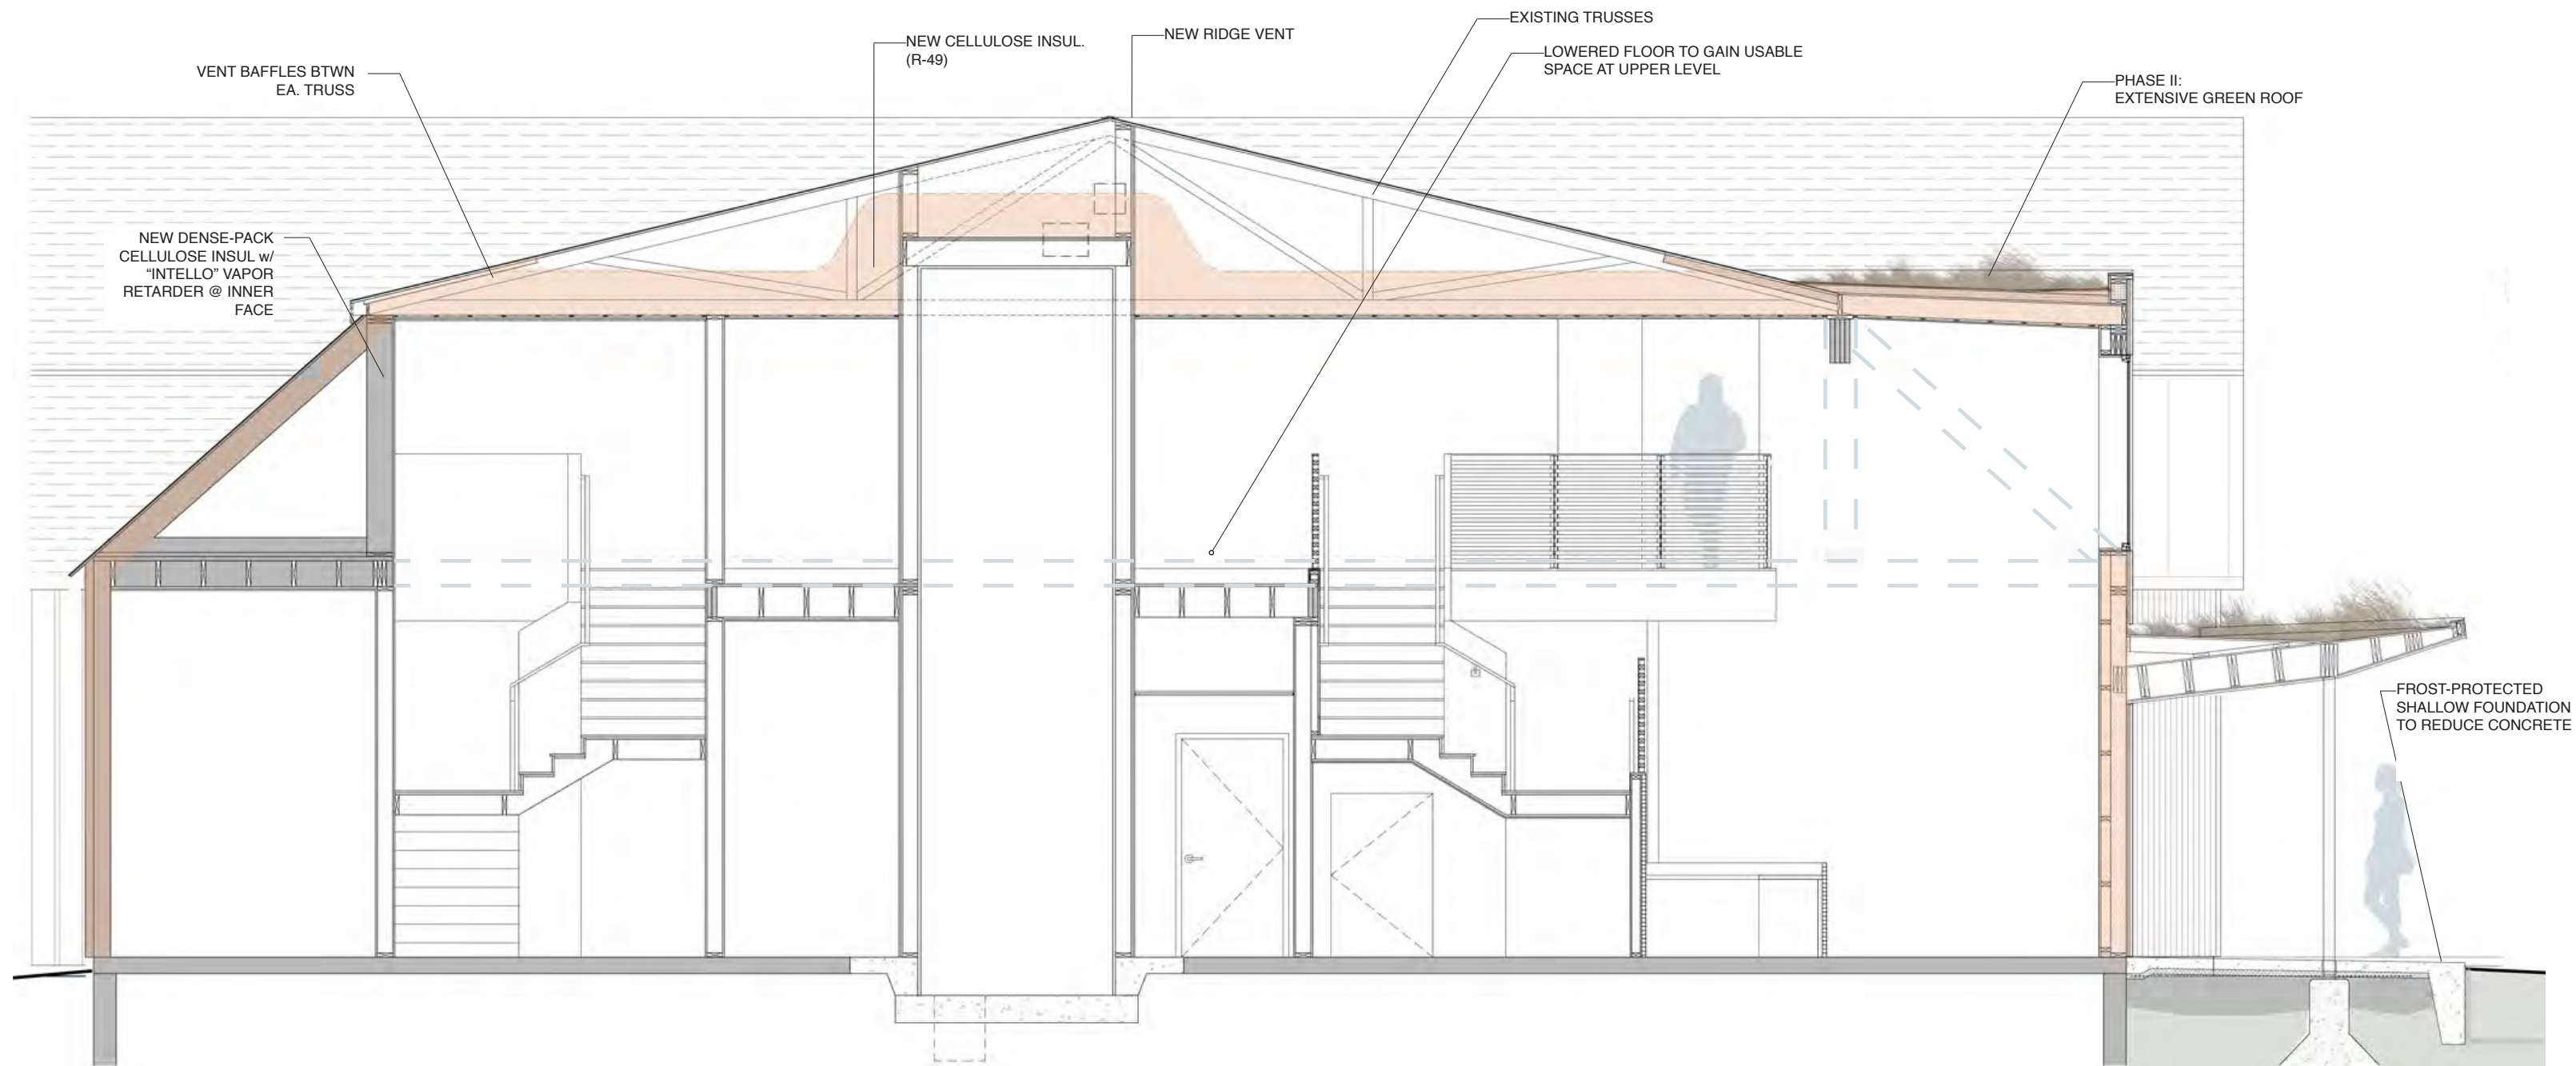 EXISTING TRUSSES
NEW RIDGE VENT
NEW CELLULOSE INSUL.
(R-49)
LOWERED FLOOR TO GAIN USABLE
SPACE AT UPPER LEVEL
VENT BAFFLES BTWN
EA. TRUSS
PHASE II:
EXTENSIVE GREEN ROOF
NEW DENSE-PACK
CELLULOSE INSUL w/
“INTELLO” VAPOR
RETARDER @ INNER
FACE
FROST-PROTECTED
SHALLOW FOUNDATION
TO REDUCE CONCRETE